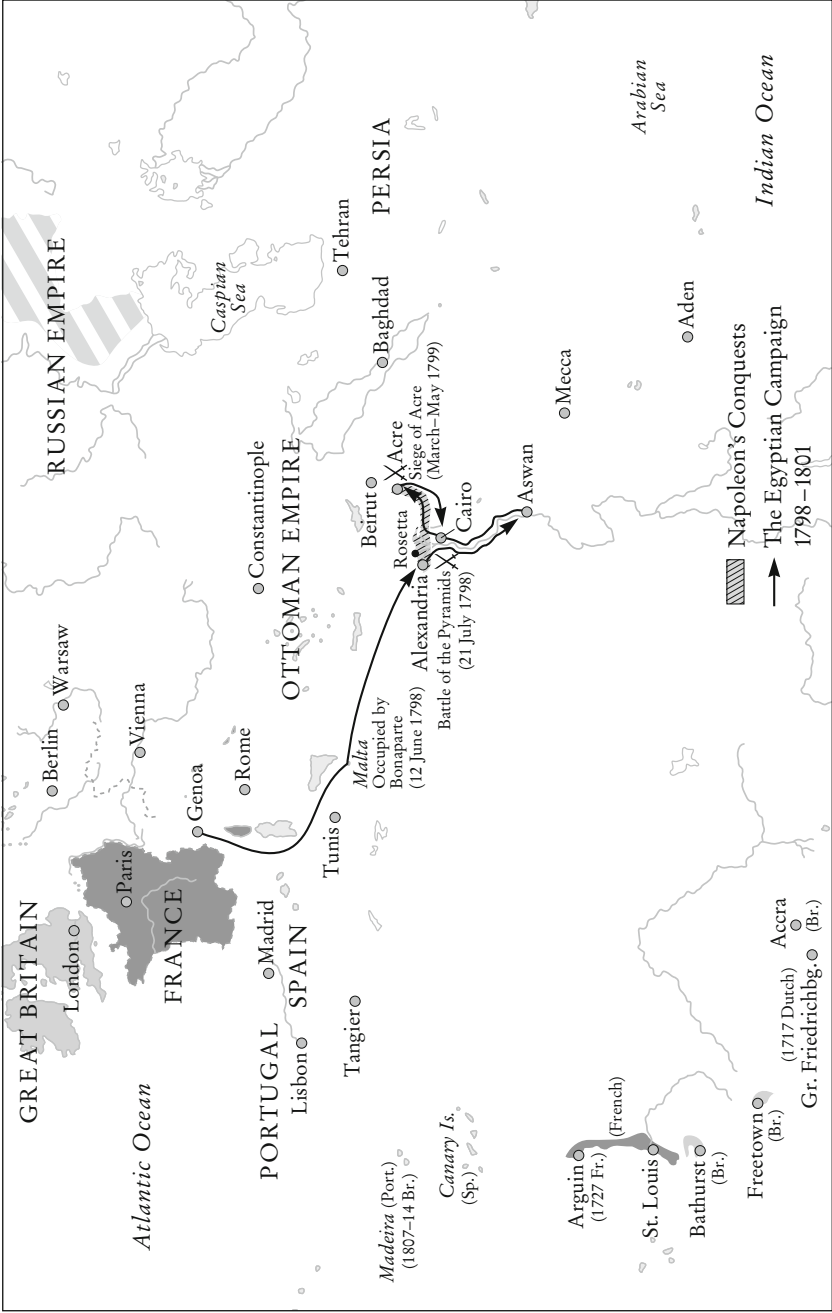 GREAT BRITAIN
London
Atlantic Ocean
Paris
FRANCE
Berlin
Warsaw
Vienna
RUSSIAN EMPIRE
Genoa
Rome
Constantinople
Caspian
Sea
PORTUGAL
Lisbon
Madrid
SPAIN
OTTOMAN EMPIRE
Tangier
Tunis
Malta
Occupied by
Bonaparte
(12 June 1798)
Beirut
Baghdad
Tehran
PERSIA
Acre
Siege of Acre
(March–May 1799)
Rosetta
Alexandria
Cairo
Battle of the Pyramids
(21 July 1798)
Madeira (Port.)
(1807–14 Br.)
Canary Is.
(Sp.)
Aswan
Mecca
Arabian
Sea
Arguin
(1727 Fr.)
(French)
St. Louis
Bathurst
(Br.)
Aden
Freetown
(Br.)
Accra
(Br.)
(1717 Dutch)
Gr. Friedrichbg.
Indian Ocean
Napoleon’s Conquests
The Egyptian Campaign
1798–1801